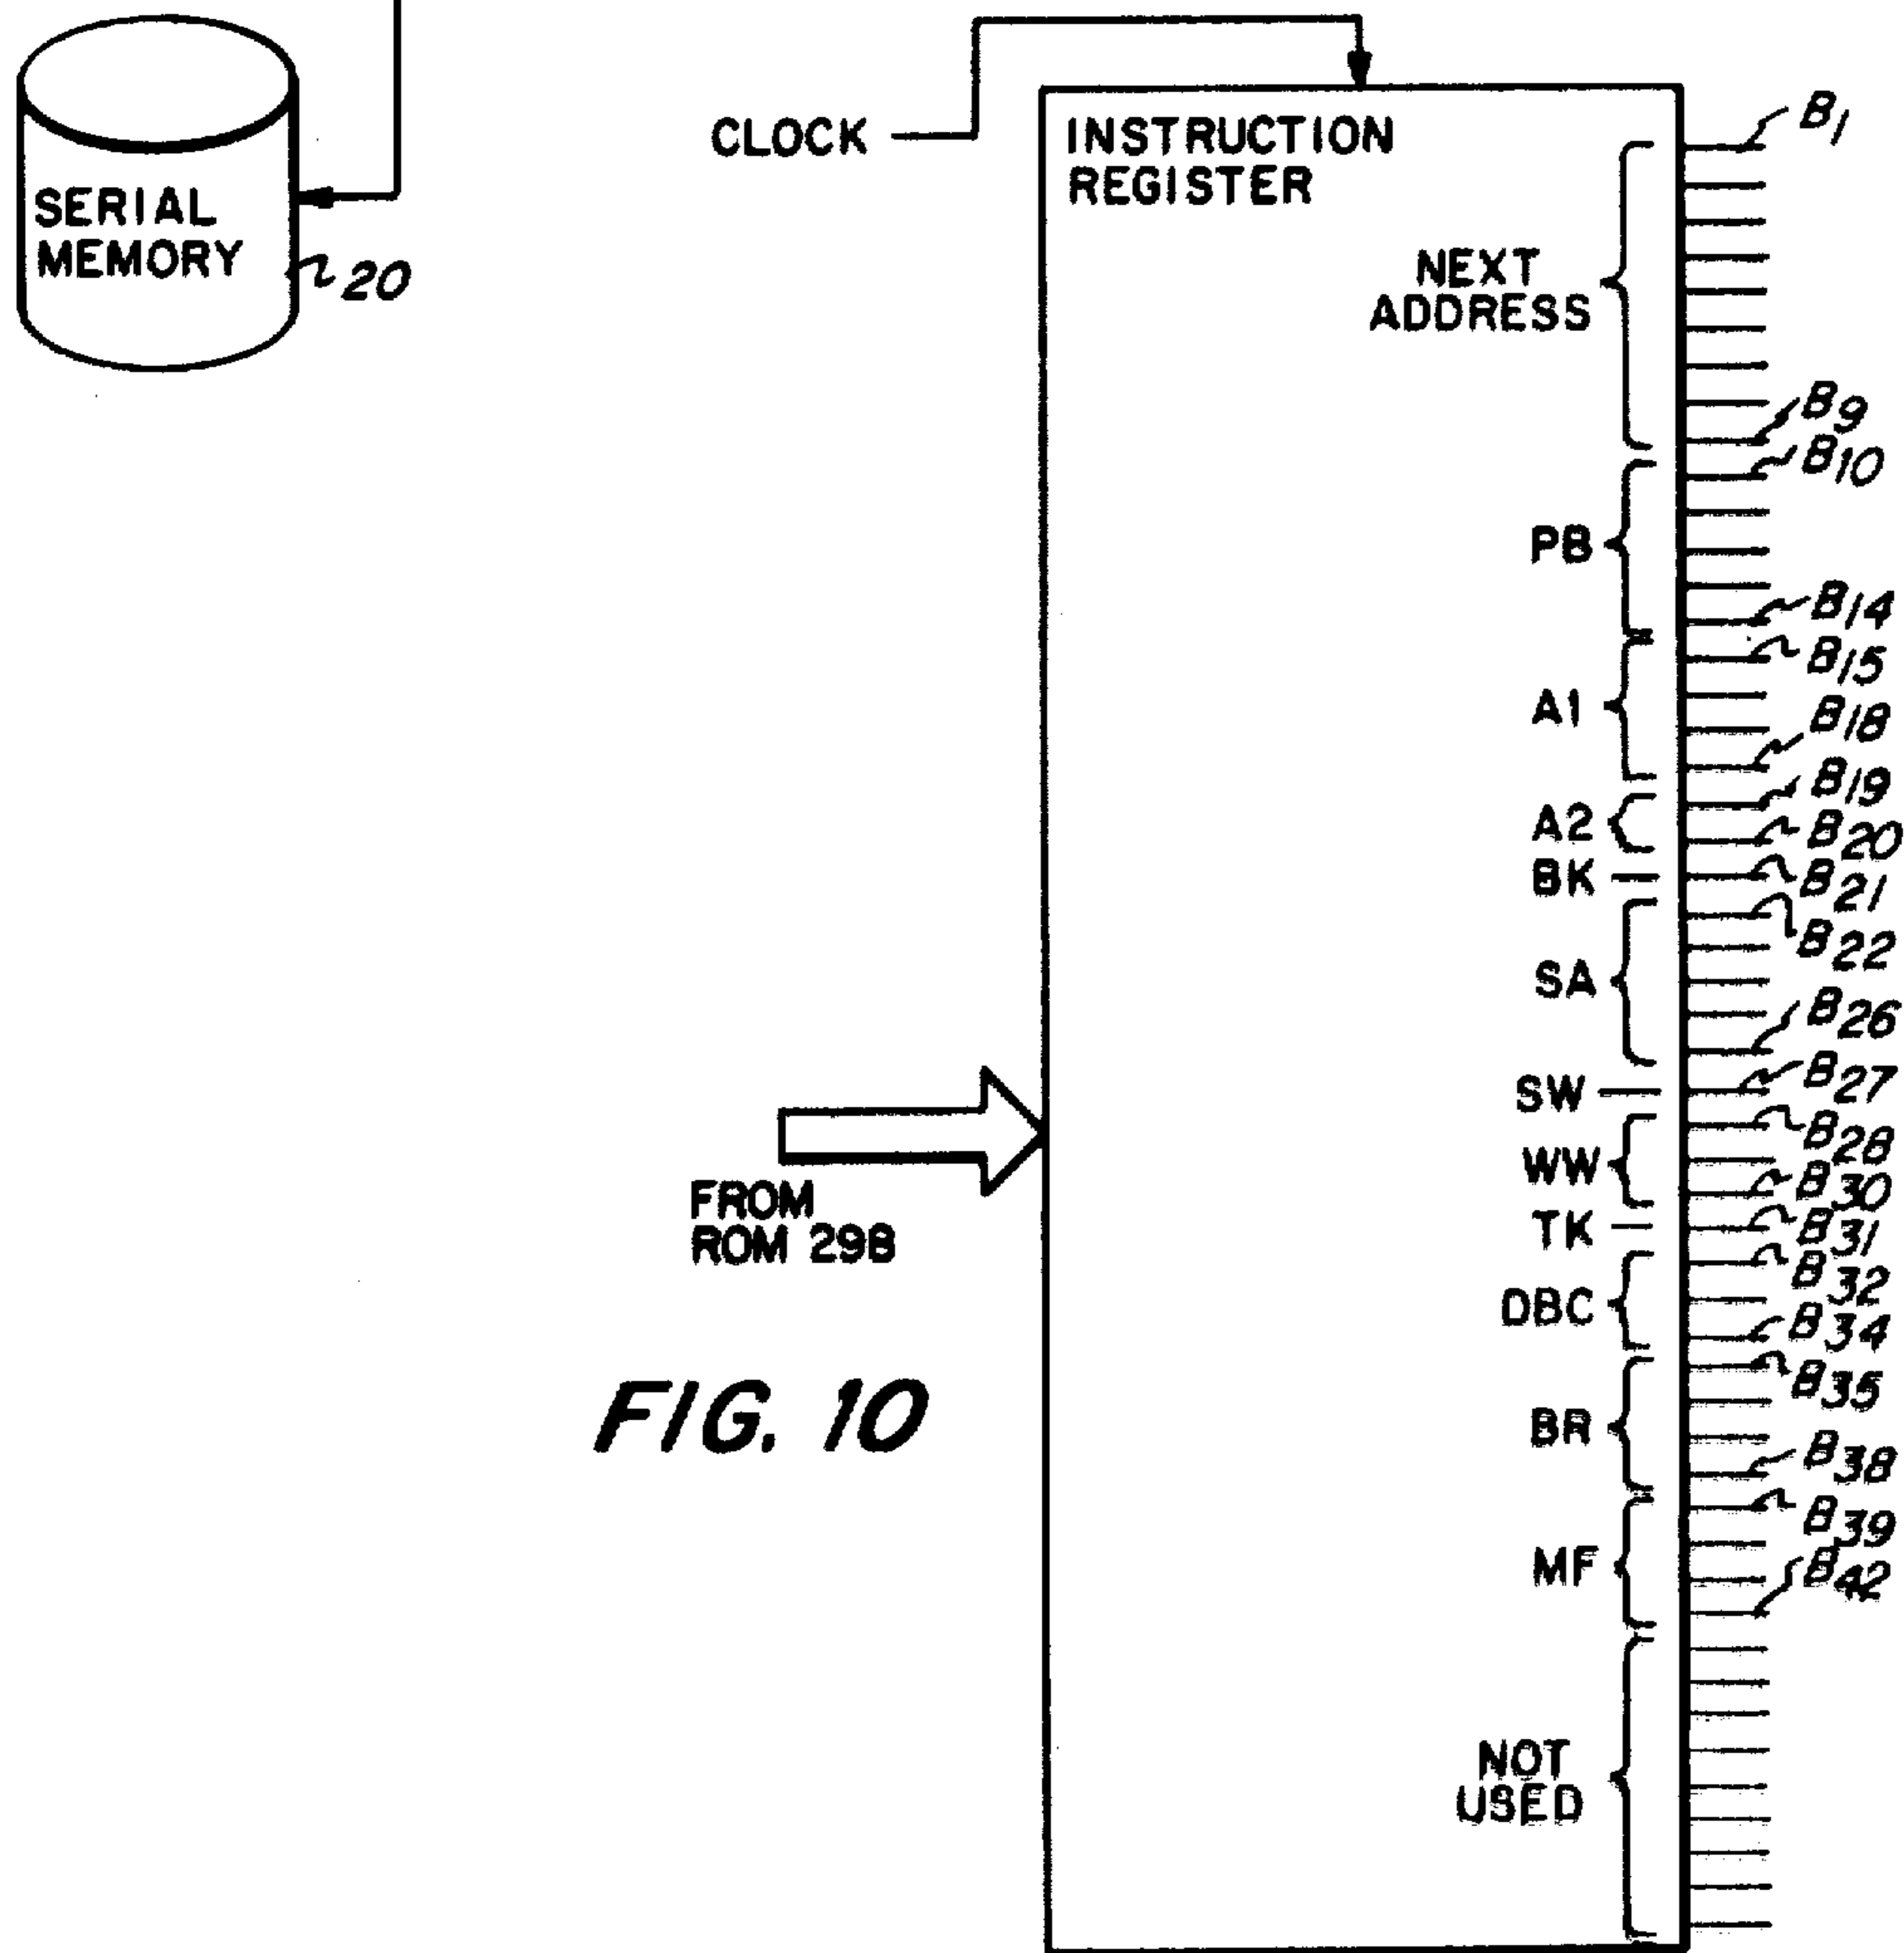 SERIAL
MEMORY
20
CLOCK
INSTRUCTION
REGISTER
NEXT
ADDRESS
B1
B9
PB
B10
B14
A1
B15
B18
A2
B19
B20
BK
B21
SA
B22
B26
SW
B27
WW
B28
B30
TK
B31
DBC
B32
B34
BR
B35
B38
MF
B39
B42
NOT
USED
FROM
ROM 29B
FIG. 10